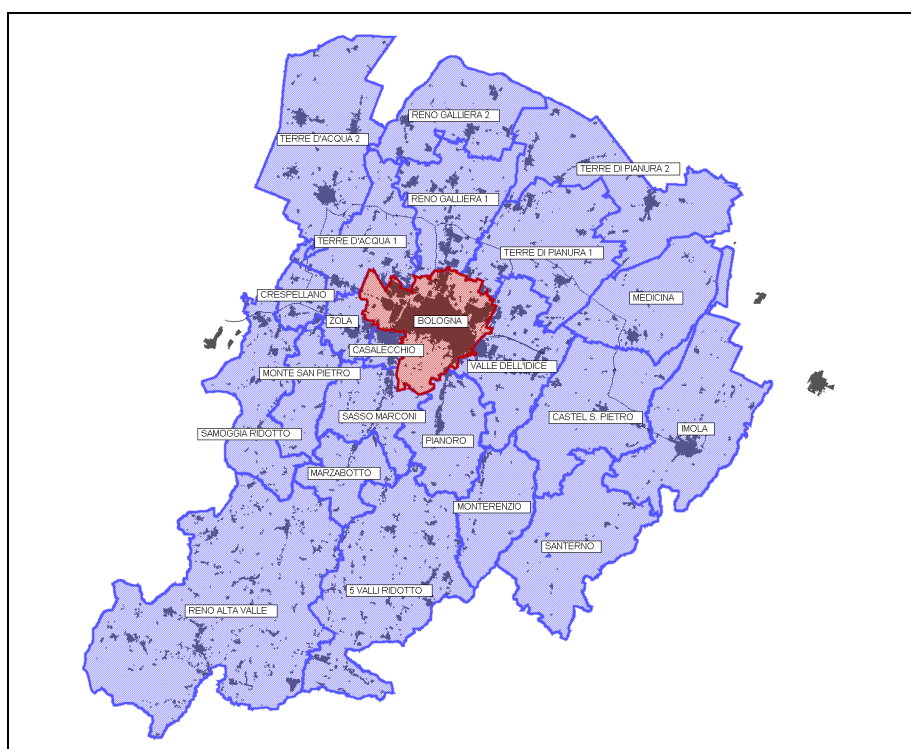 RENO GALLIERA 2
TERRE D'ACQUA 2
TERRE DI PIANURA 2
RENO GALLIERA 1
TERRE D'ACQUA 1
TERRE DI PIANURA 1
CRESPELLANO
MEDICINA
ZOLA
BOLOGNA
CASALECCHIO
VALLE DELL'IDICE
MONTE SAN PIETRO
SASSO MARCONI
CASTEL S. PIETRO
IMOLA
SAMOGGIA RIDOTTO
PIANORO
MARZABOTTO
MONTERENZIO
SANTERNO
5 VALLI RIDOTTO
RENO ALTA VALLE